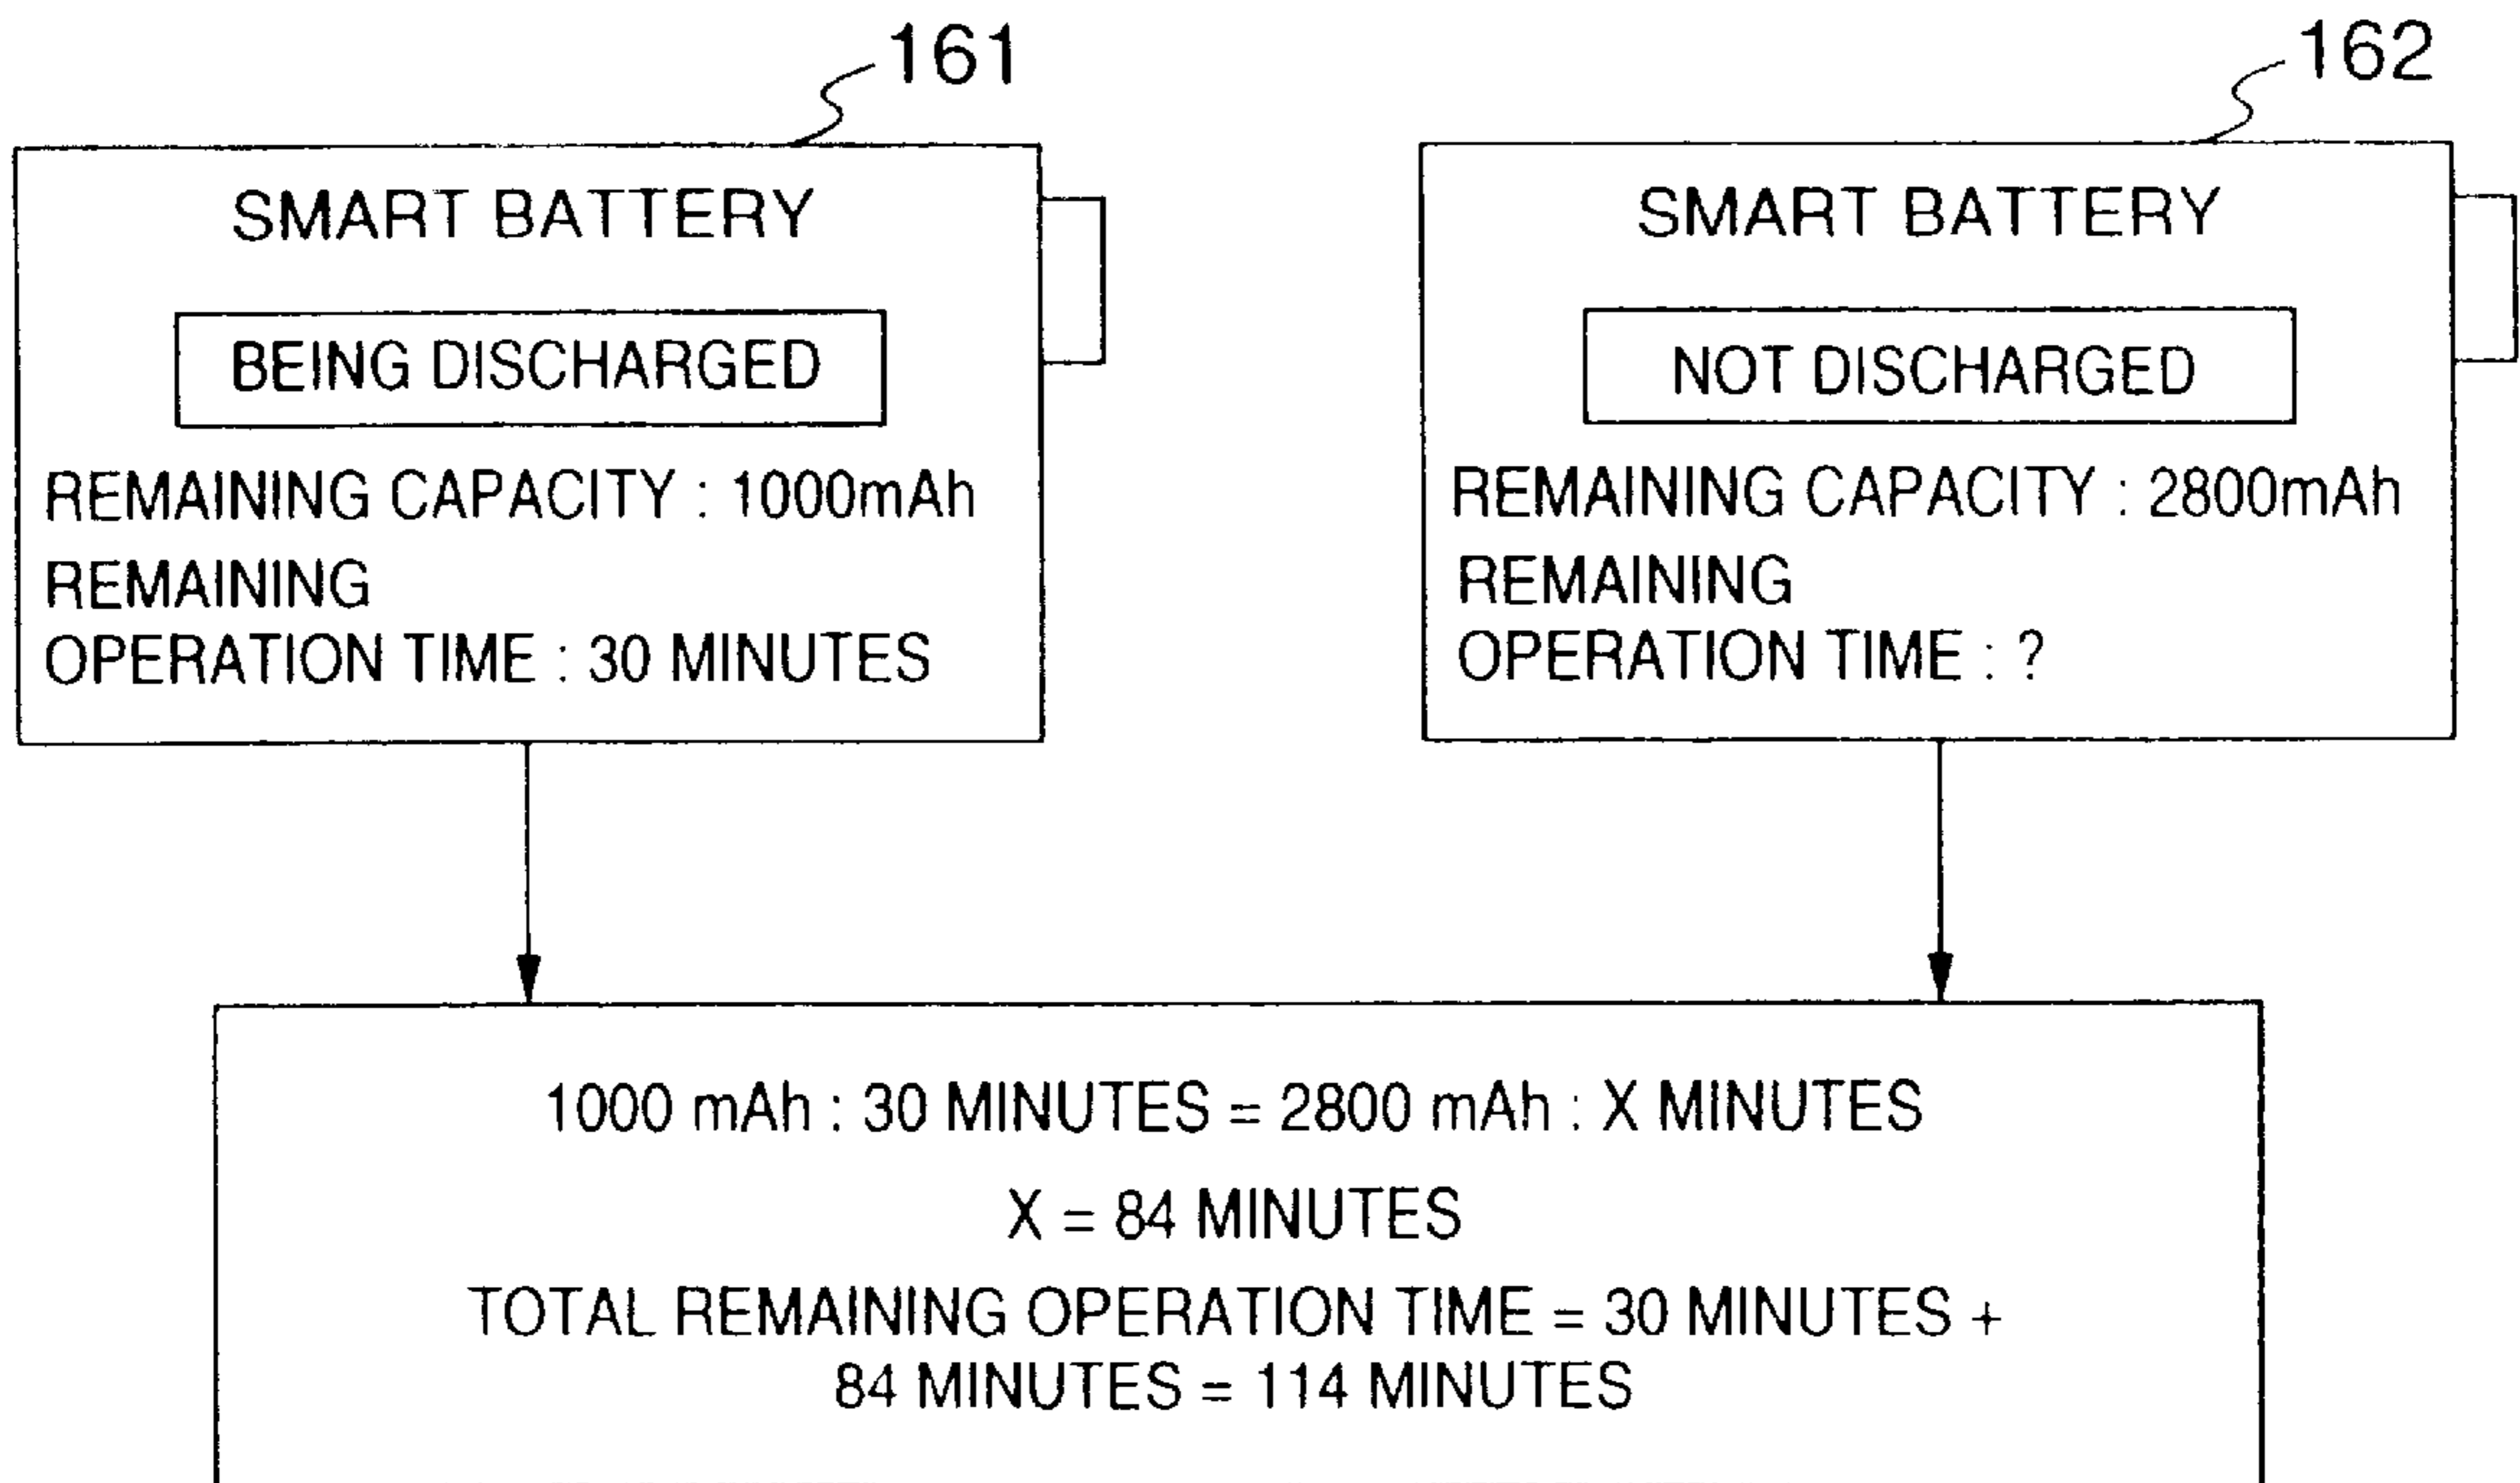 161
SMART BATTERY
BEING DISCHARGED
REMAINING CAPACITY : 1000mAh
REMAINING
OPERATION TIME : 30 MINUTES
162
SMART BATTERY
NOT DISCHARGED
REMAINING CAPACITY : 2800mAh
REMAINING
OPERATION TIME : ?
1000 mAh : 30 MINUTES = 2800 mAh : X MINUTES
X = 84 MINUTES
TOTAL REMAINING OPERATION TIME = 30 MINUTES +
84 MINUTES = 114 MINUTES